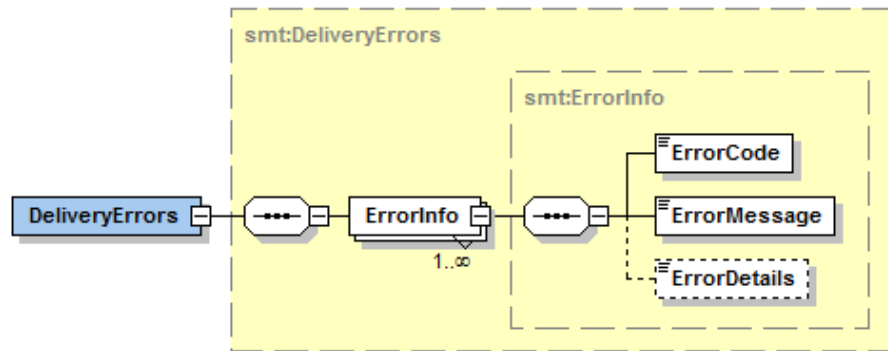 smt:DeliveryErrors
smt:ErrorInfo
ErrorCode
DeliveryErrors
ErrorInfo
ErrorMessage
1..∞
ErrorDetails